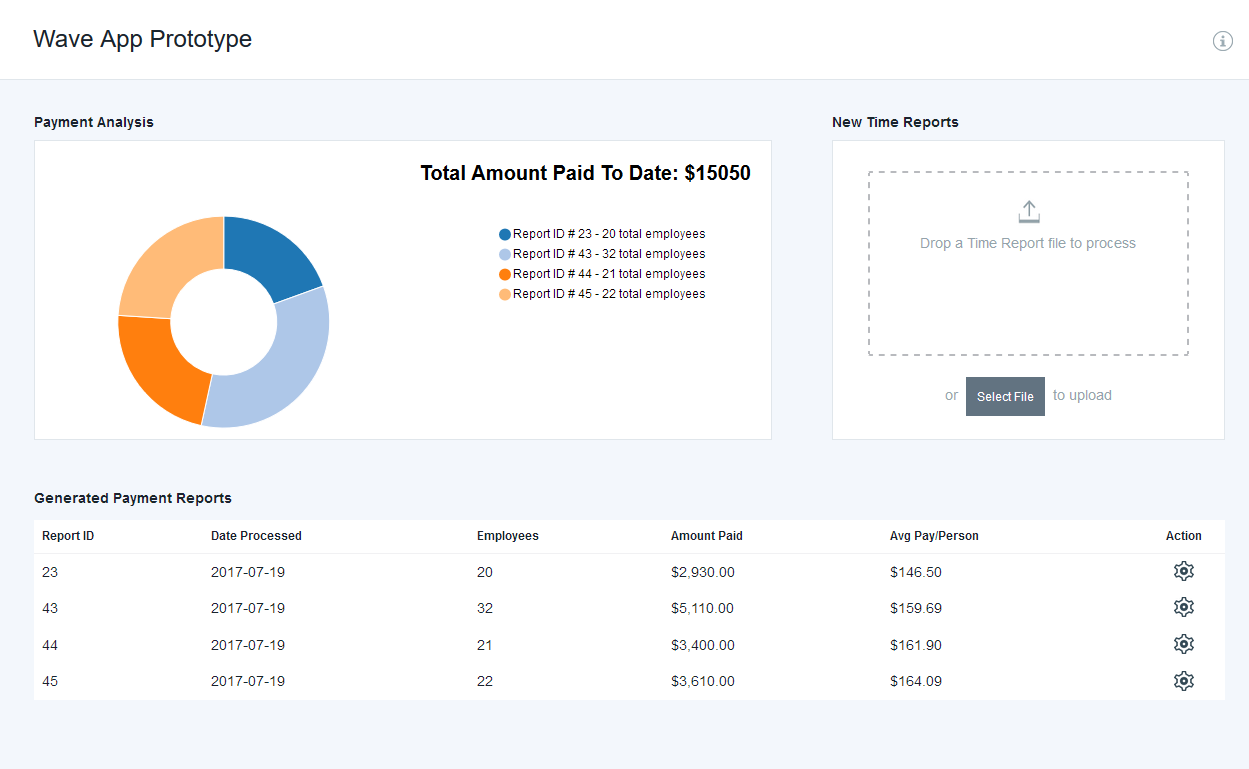 Wave App Prototype
Payment Analysis
Total Amount Paid To Date: $15050
Report ID # 23 - 20 total employees
Report ID # 43 - 32 total employees
Report ID # 44 - 21 total employees
Report ID # 45 - 22 total employees
New Time Reports
Drop a Time Report file to process
or Select File to upload
Generated Payment Reports
Report ID Date Processed Employees Amount Paid Avg Pay/Person Action
23 2017-07-19 20 $2,930.00 $146.50
43 2017-07-19 32 $5,110.00 $159.69
44 2017-07-19 21 $3,400.00 $161.90
45 2017-07-19 22 $3,610.00 $164.09